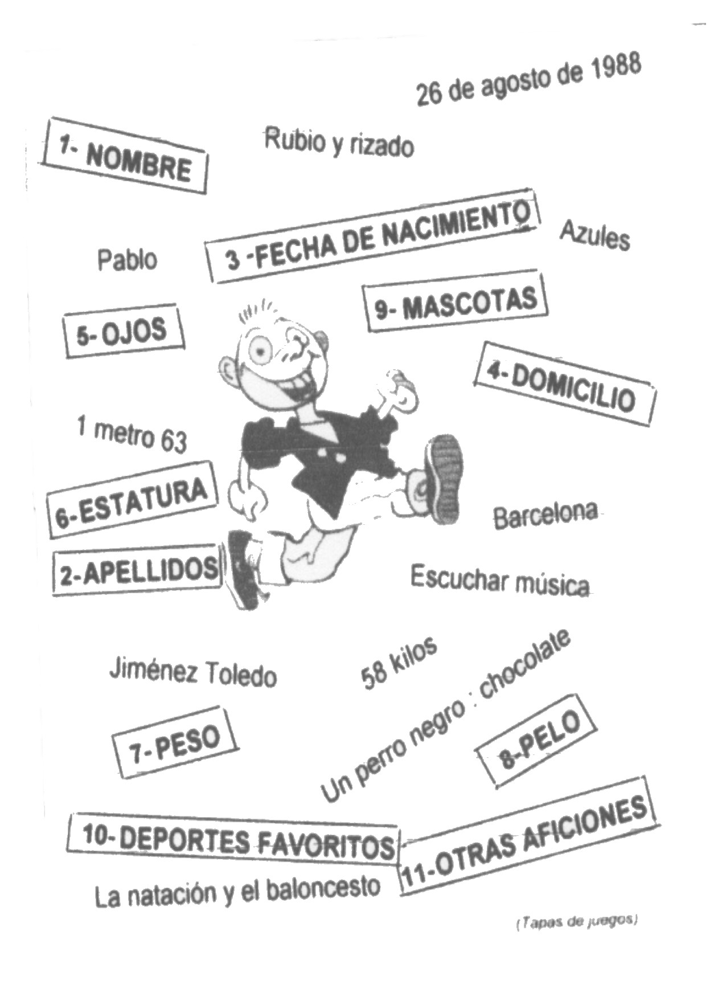 26 de agosto de 1988
Rubio y rizado
1- NOMBRE
3 -FECHA DE NACIMIENTO
Azules
Pablo
9- MASCOTAS
5- OJOS
4- DOMICILIO
1 metro 63
6-ESTATURA
Barcelona
2-APELLIDOS
Escuchar música
58 kilos
Jiménez Toledo
Un perro negro : chocolate
7- PESO
8-PELO
10- DEPORTES FAVORITOS
11-OTRAS AFICIONES
La natación y el baloncesto
(Tapas de juegos)